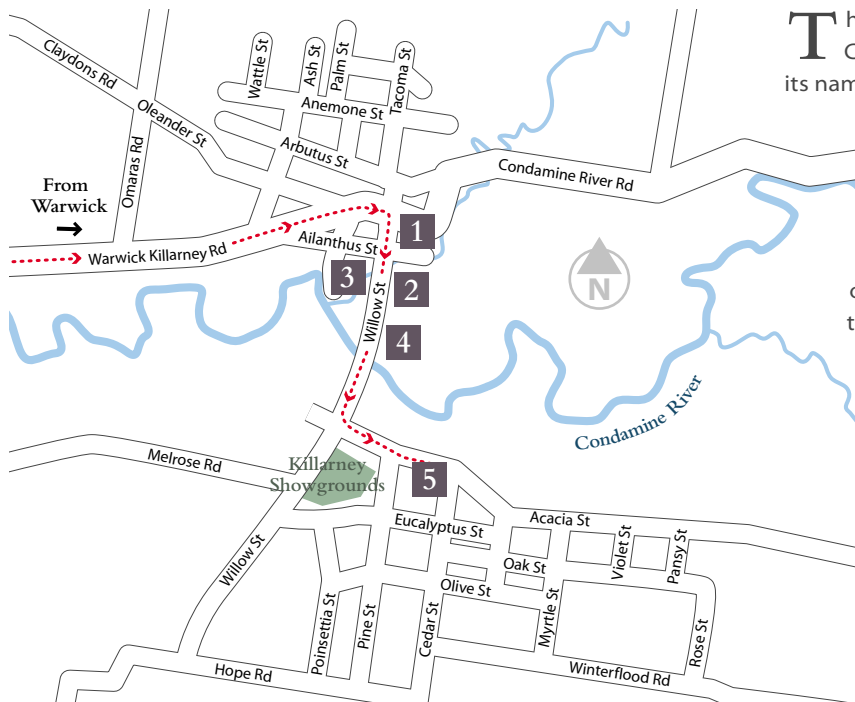 Claydons Rd
Wattle St
Ash St
Palm St
Tacoma St
Anemone St
Oleander St
Arbutus St
Omaras Rd
Condamine River Rd
From
Warwick
Warwick Killarney Rd
Ailanthus St
1
2
3
4
5
Willow St
N
Condamine River
Melrose Rd
Killarney
Showgrounds
Eucalyptus St
Acacia St
Willow St
Oak St
Violet St
Pansy St
Olive St
Poinsettia St
Pine St
Cedar St
Myrtle St
Rose St
Hope Rd
Winterflood Rd
T h
its nam